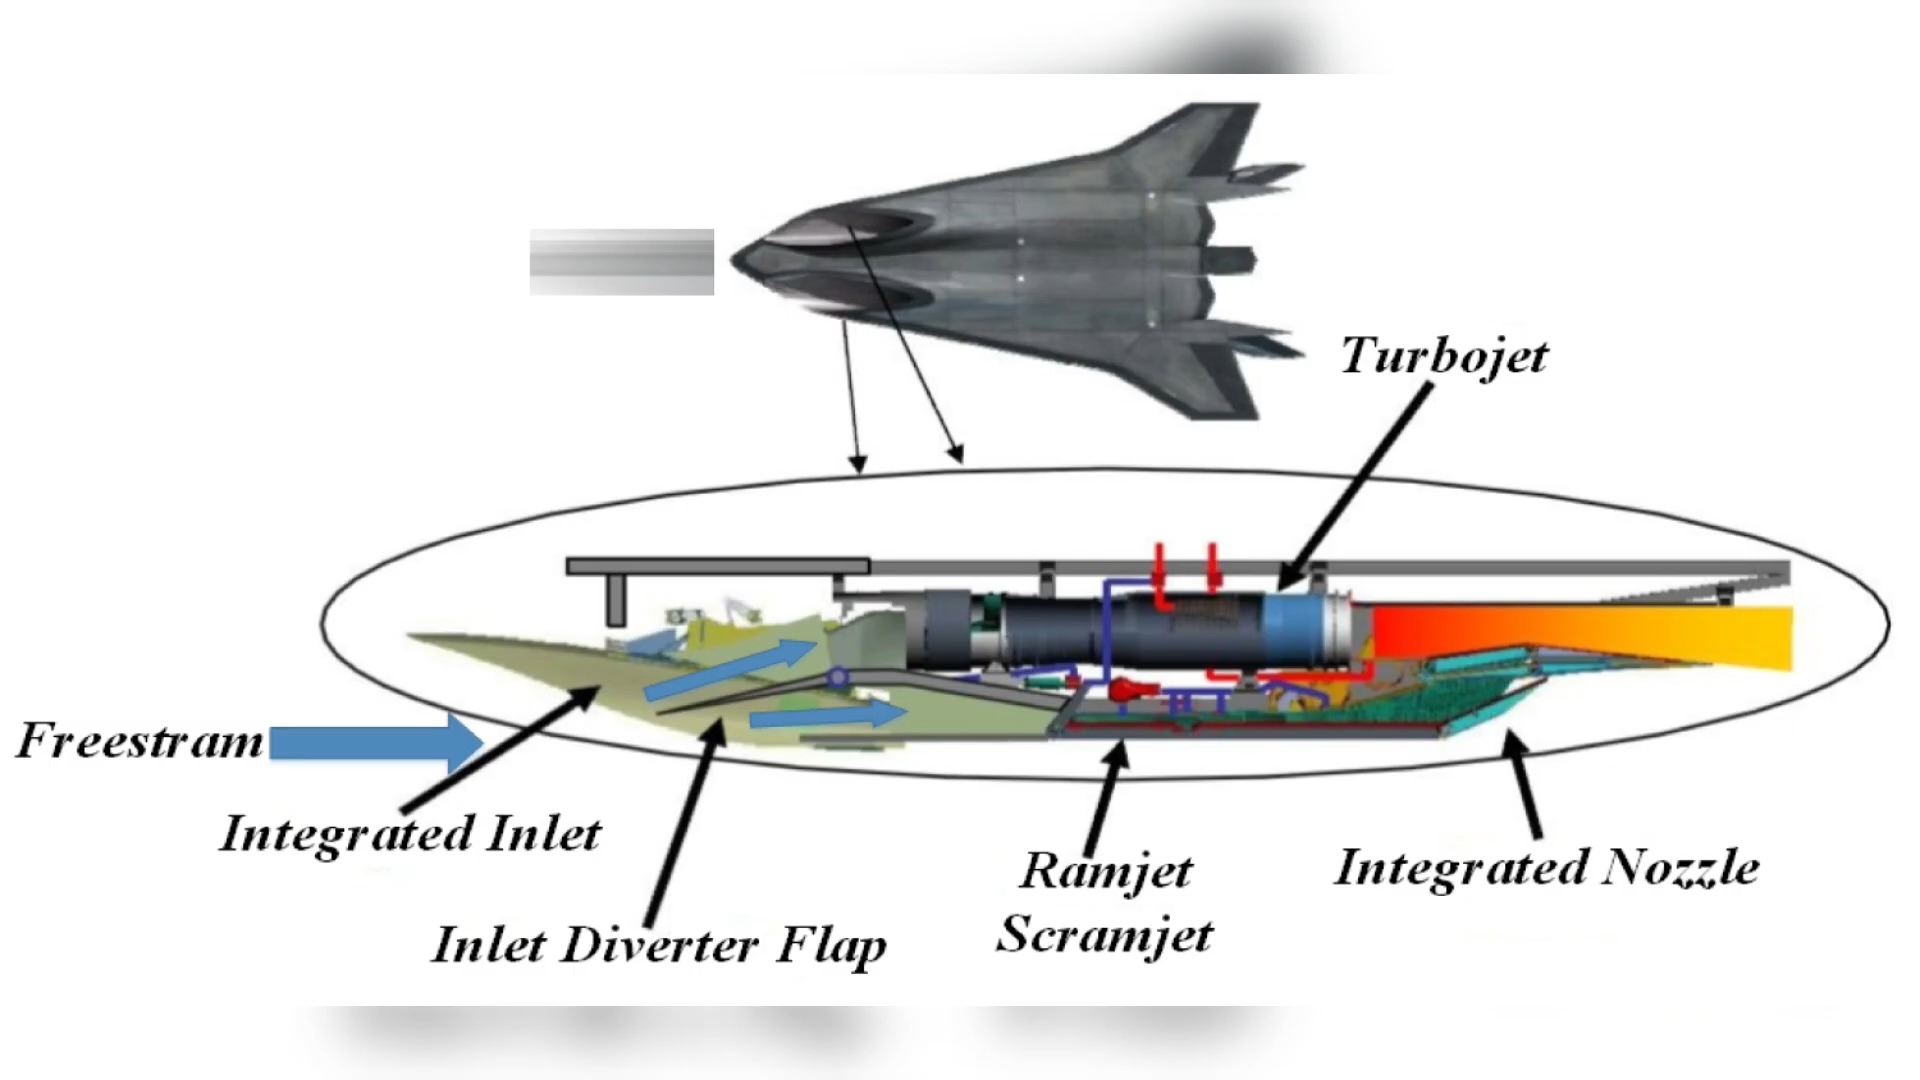 Turbojet
Freestram
Integrated Inlet
Inlet Diverter Flap
Ramjet
Scramjet
Integrated Nozzle